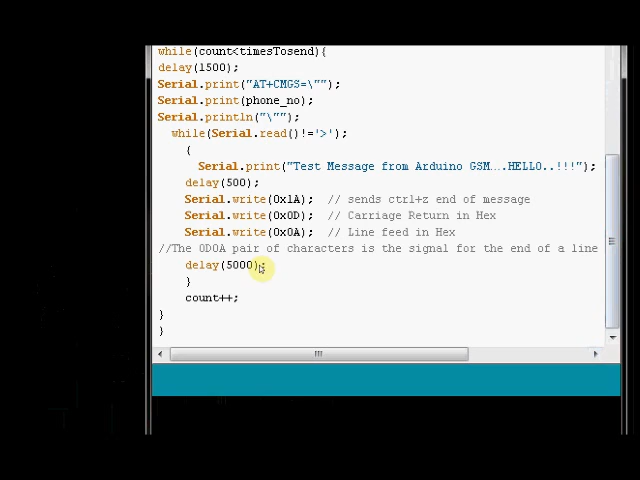 while(count<timesTosend){
delay(1500);
Serial.print("AT+CMGS=\"");
Serial.print(phone_no);
Serial.println("\"");
while(Serial.read()!='>');
{
Serial.print("Test Message from Arduino GSM...HELLO..!!!");
delay(500);
Serial.write(0x1A);  // sends ctrl+z end of message
Serial.write(0x0D);  // Carriage Return in Hex
Serial.write(0x0A);  // Line feed in Hex
//The 0D0A pair of characters is the signal for the end of a line
delay(5000);
}
count++;
}
}